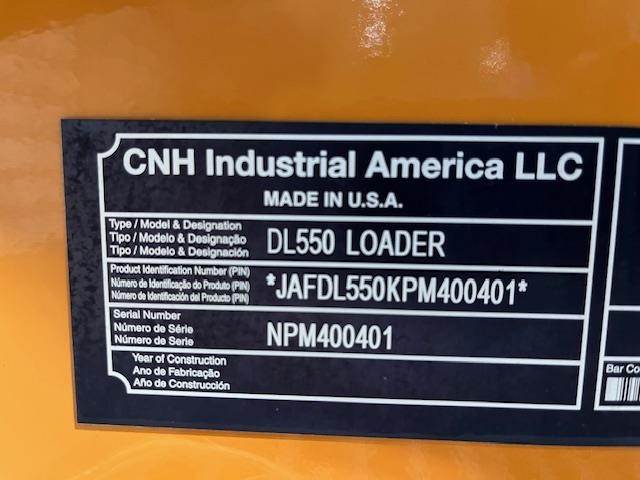 CNH Industrial America LLC
MADE IN U.S.A.
Type / Model & Designation
Tipo / Modelo & Designação
Tipo / Modelo & Designación
DL550 LOADER
Product Identification Number (PIN)
Número de Identificação do Produto (PIN)
Número de Identificación del Producto (PIN)
*JAFDL550KPM400401*
Serial Number
Número de Série
Número de Serie
NPM400401
Year of Construction
Ano de Fabricação
Año de Construcción
Bar Co